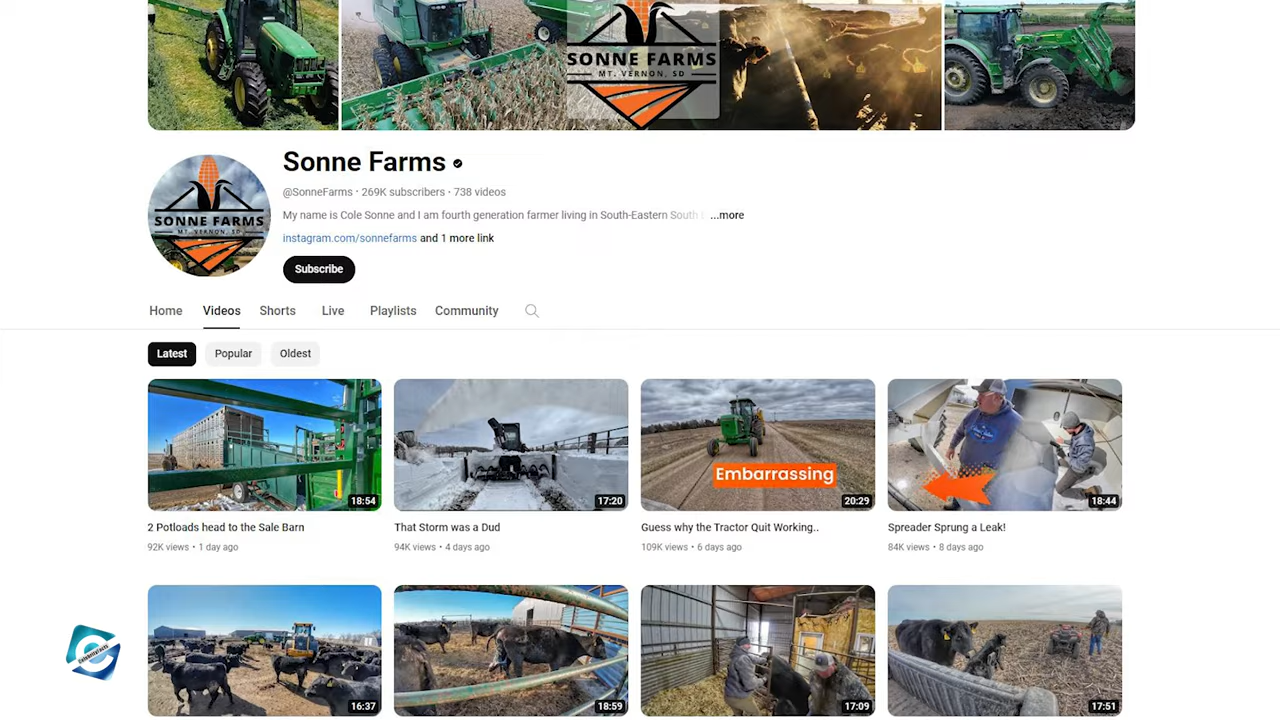 SONNE FARMS
MT. VERNON, SD
Sonne Farms
@SonneFarms · 269K subscribers · 738 videos
SONNE FARMS
MT. VERNON, SD
My name is Cole Sonne and I am fourth generation farmer living in South-Eastern South ...more
instagram.com/sonnefarms and 1 more link
Subscribe
Home Videos Shorts Live Playlists Community
Latest Popular Oldest
18:54 17:20 Embarrassing 20:29 18:44
2 Potloads head to the Sale Barn That Storm was a Dud Guess why the Tractor Quit Working.. Spreader Sprung a Leak!
92K views • 1 day ago 94K views • 4 days ago 109K views • 6 days ago 84K views • 8 days ago
16:37 18:59 17:09 17:51